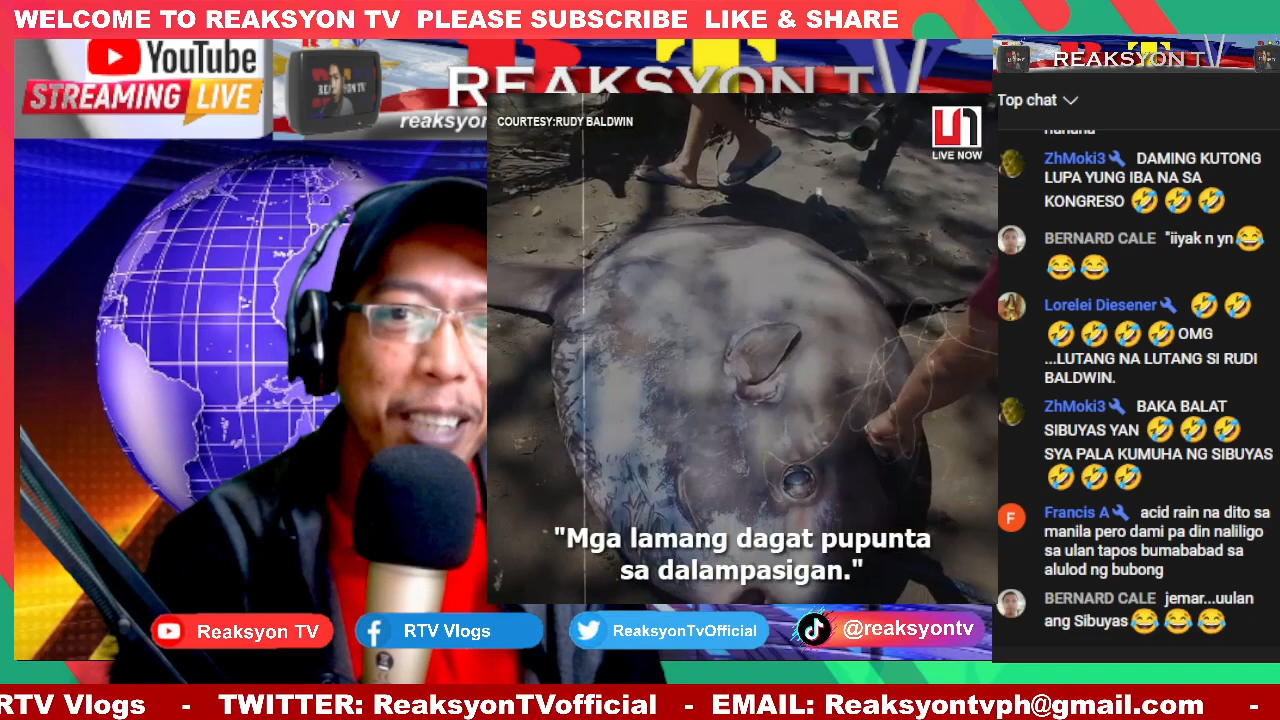 WELCOME TO REAKSYON TV PLEASE SUBSCRIBE LIKE & SHARE
YouTube
STREAMING LIVE
REAKSYON T
reaksyon
COURTESY:RUDY BALDWIN
LIVE NOW
"Mga lamang dagat pupunta
sa dalampasigan."
REAKSYON TV
Top chat
ZhMoki3 DAMING KUTONG
LUPA YUNG IBA NA SA
KONGRESO 🤣 🤣 🤣
BERNARD CALE "iiyak n yn 😂
😂 😂
Lorelei Diesener 🤣 🤣
🤣 🤣 🤣 🤣 OMG
...LUTANG NA LUTANG SI RUDI
BALDWIN.
ZhMoki3 BAKA BALAT
SIBUYAS YAN 🤣 🤣 🤣
SYA PALA KUMUHA NG SIBUYAS
🤣 🤣 🤣
F
Francis A acid rain na dito sa
manila pero dami pa din naliligo
sa ulan tapos bumababad sa
alulod ng bubong
BERNARD CALE jemar...uulan
ang Sibuyas 😂 😂 😂
Reaksyon TV
RTV Vlogs
ReaksyonTvOfficial
@reaksyontv
RTV Vlogs - TWITTER: ReaksyonTVofficial - EMAIL: Reaksyontvph@gmail.com -